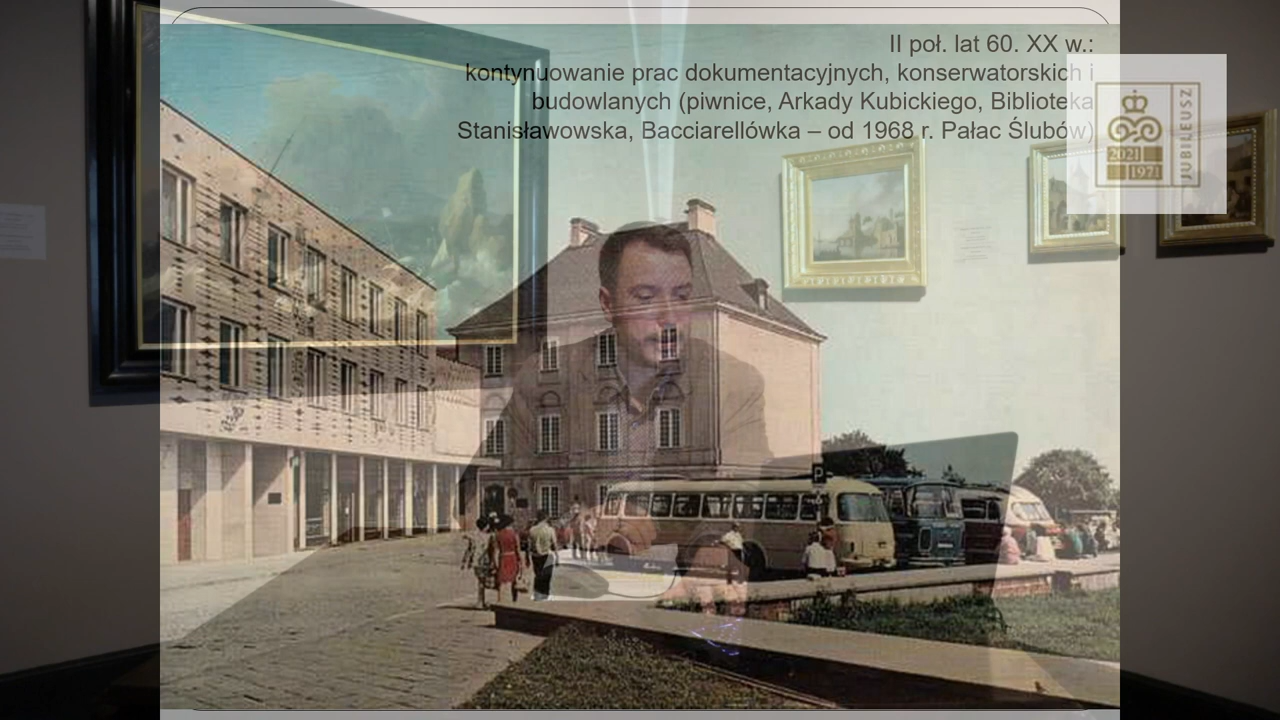 II poł. lat 60. XX w.:
kontynuowanie prac dokumentacyjnych, konserwatorskich i
budowlanych (piwnice, Arkady Kubickiego, Biblioteka
Stanisławowska, Bacciarellówka – od 1968 r. Pałac Ślubów)
2021
1971
JUBILEUSZ
P